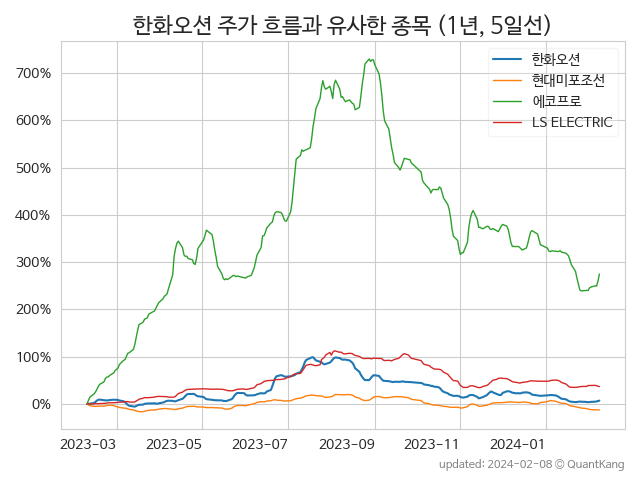 한화오션 주가 흐름과 유사한 종목 (1년, 5일선)
한화오션
현대미포조선
에코프로
LS ELECTRIC
700%
600%
500%
400%
300%
200%
100%
0%
2023-03
2023-05
2023-07
2023-09
2023-11
2024-01
updated: 2024-02-08 © QuantKang